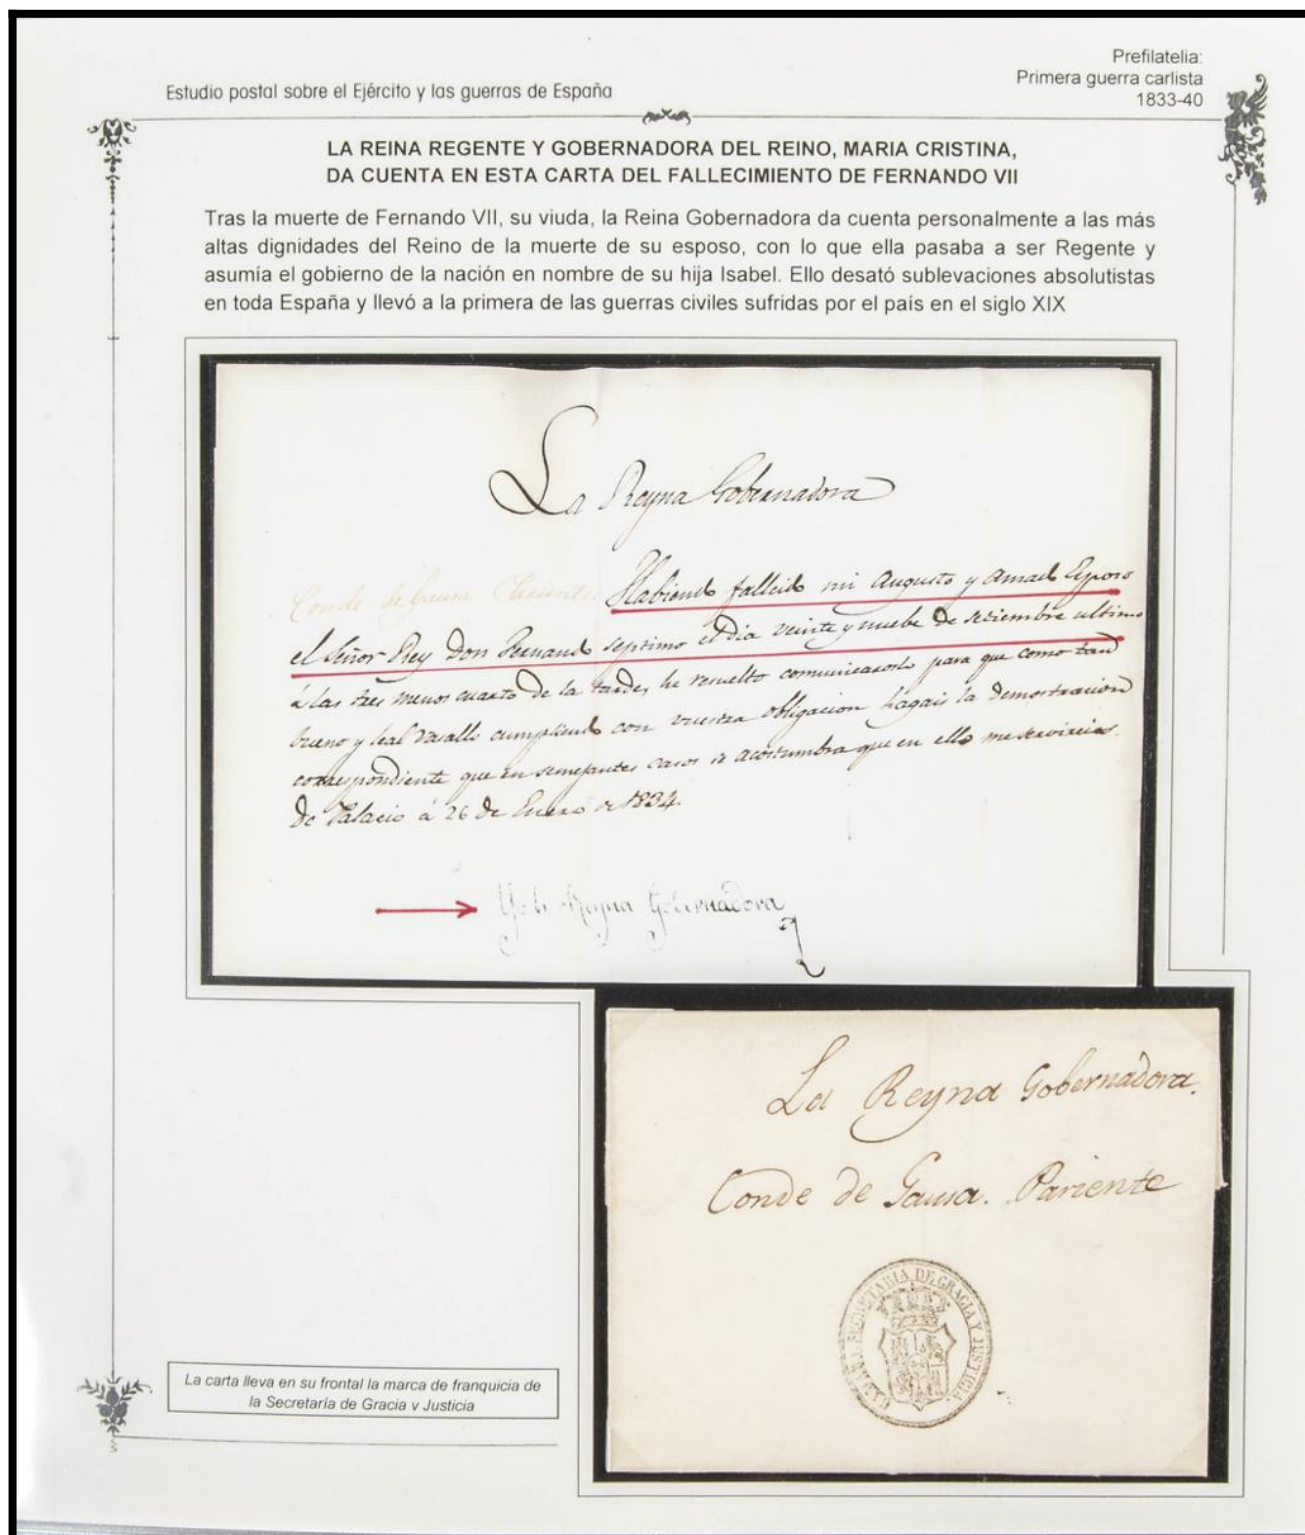 Prefilatelia:
Primera guerra carlista
1833-40
Estudio postal sobre el Ejército y las guerras de España
LA REINA REGENTE Y GOBERNADORA DEL REINO, MARIA CRISTINA,
DA CUENTA EN ESTA CARTA DEL FALLECIMIENTO DE FERNANDO VII
Tras la muerte de Fernando VII, su viuda, la Reina Gobernadora da cuenta personalmente a las más
altas dignidades del Reino de la muerte de su esposo, con lo que ella pasaba a ser Regente y
asumía el gobierno de la nación en nombre de su hija Isabel. Ello desató sublevaciones absolutistas
en toda España y llevó a la primera de las guerras civiles sufridas por el país en el siglo XIX
La Reyna Gobernadora
Conde de Gausa Pariente. Habiendo fallecido mi Augusto y Amado Esposo
el Señor Rey Don Fernando septimo el dia veinte y nuebe de setiembre ultimo
á las tres menos cuarto de la tarde, he resuelto comunicaroslo para que como tan
bueno y leal vasallo cumpliendo con vuestra obligacion hagais la demostracion
correspondiente que en semejantes casos se acostumbra que en ello me servireis.
De Palacio á 26 de Enero de 1834.
Yo la Reyna Gobernadora
La Reyna Gobernadora.
Conde de Gausa. Pariente
SECRETARIA DE GRACIA Y JUSTICIA
La carta lleva en su frontal la marca de franquicia de
la Secretaría de Gracia y Justicia